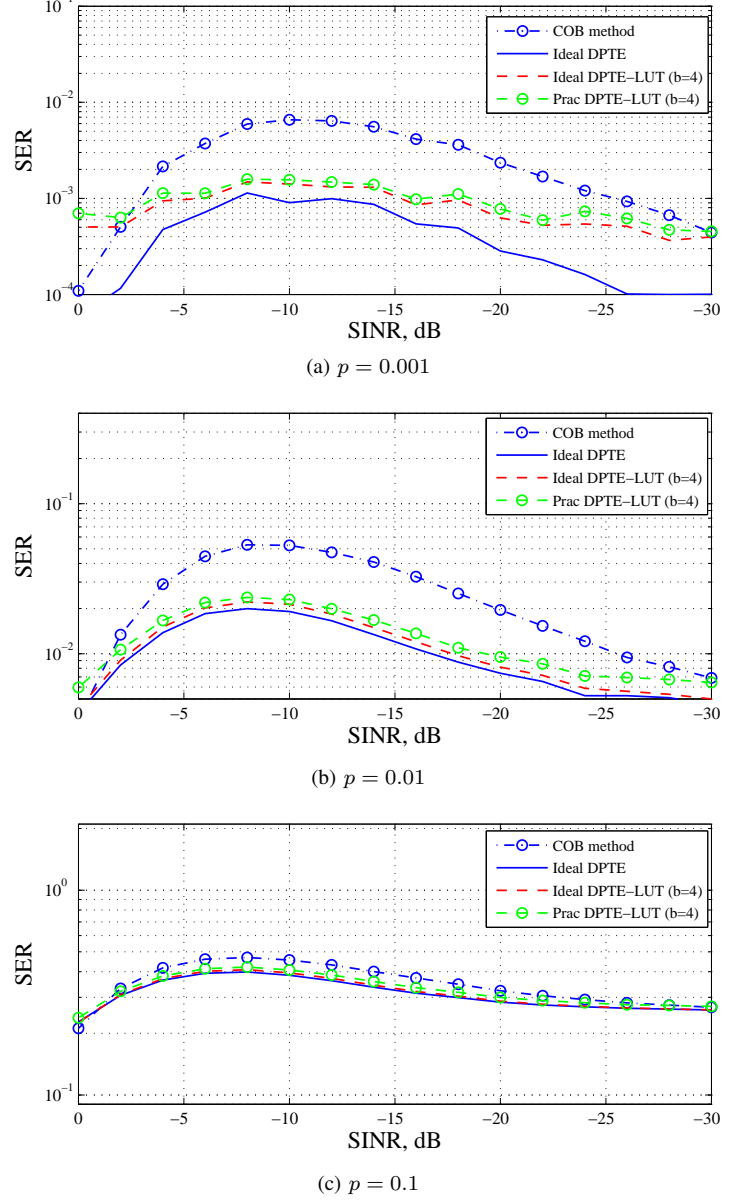 10⁻¹
COB method
Ideal DPTE
Ideal DPTE−LUT (b=4)
Prac DPTE−LUT (b=4)
10⁻²
SER
10⁻³
10⁻⁴
0 −5 −10 −15 −20 −25 −30
SINR, dB
(a) p = 0.001
COB method
Ideal DPTE
Ideal DPTE−LUT (b=4)
Prac DPTE−LUT (b=4)
10⁻¹
SER
10⁻²
0 −5 −10 −15 −20 −25 −30
SINR, dB
(b) p = 0.01
COB method
Ideal DPTE
Ideal DPTE−LUT (b=4)
Prac DPTE−LUT (b=4)
10⁰
SER
10⁻¹
0 −5 −10 −15 −20 −25 −30
SINR, dB
(c) p = 0.1